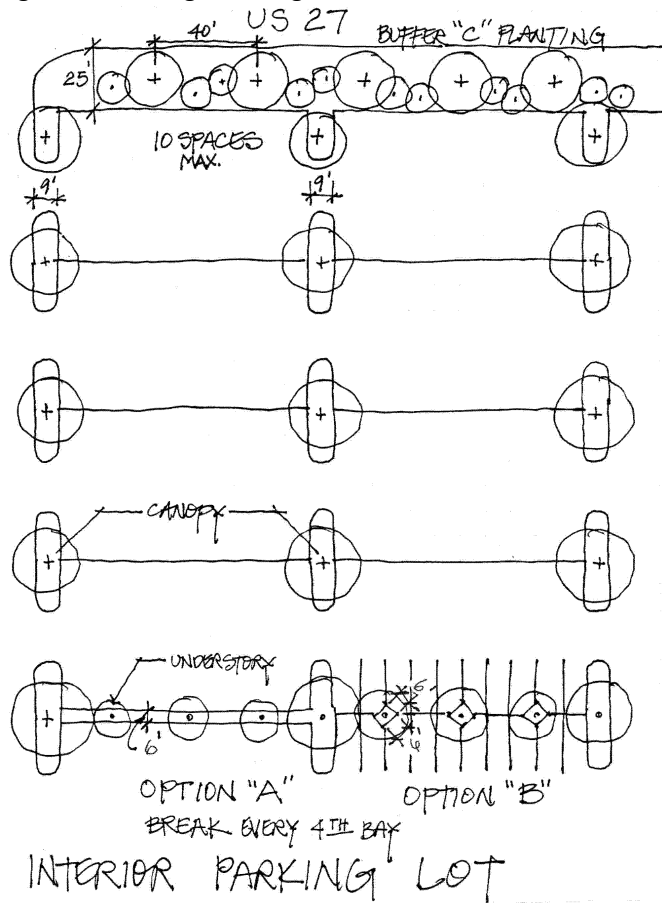 US 27
40'
BUFFER "C" PLANTING
25'
10 SPACES
MAX.
9'
9'
CANOPY
UNDERSTORY
6'
6'
6'
OPTION "A"
OPTION "B"
BREAK EVERY 4TH BAY
INTERIOR PARKING LOT